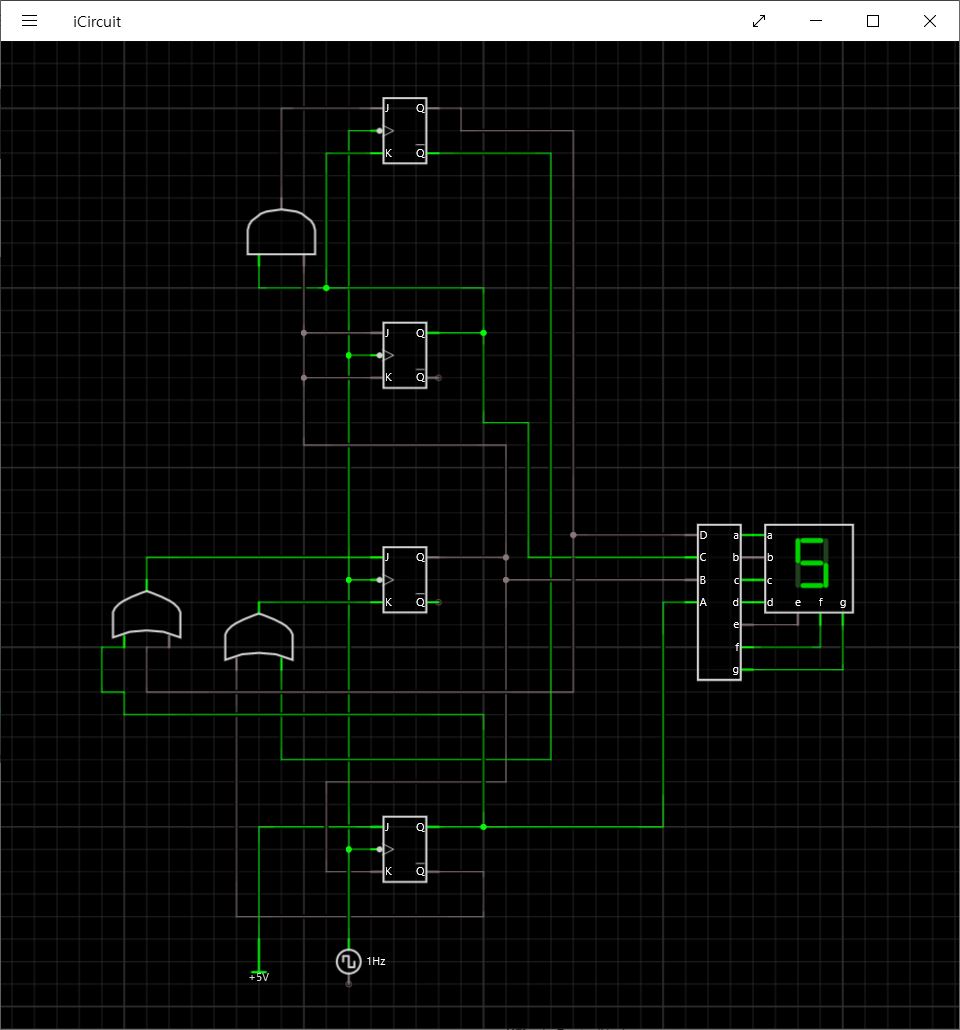 iCircuit
J Q
K Q
J Q
K Q
D a a
J Q C b b
B c c
K Q A d d e f g
e
f
g
J Q
K Q
1Hz
+5V
5